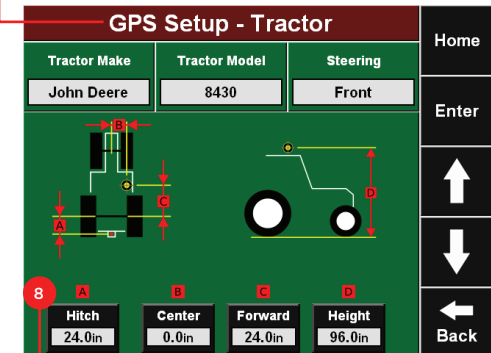 GPS Setup - Tractor
Home
Tractor Make
Tractor Model
Steering
John Deere
8430
Front
Enter
B
C
A
D
8
A
B
C
D
Hitch
Center
Forward
Height
24.0in
0.0in
24.0in
96.0in
Back